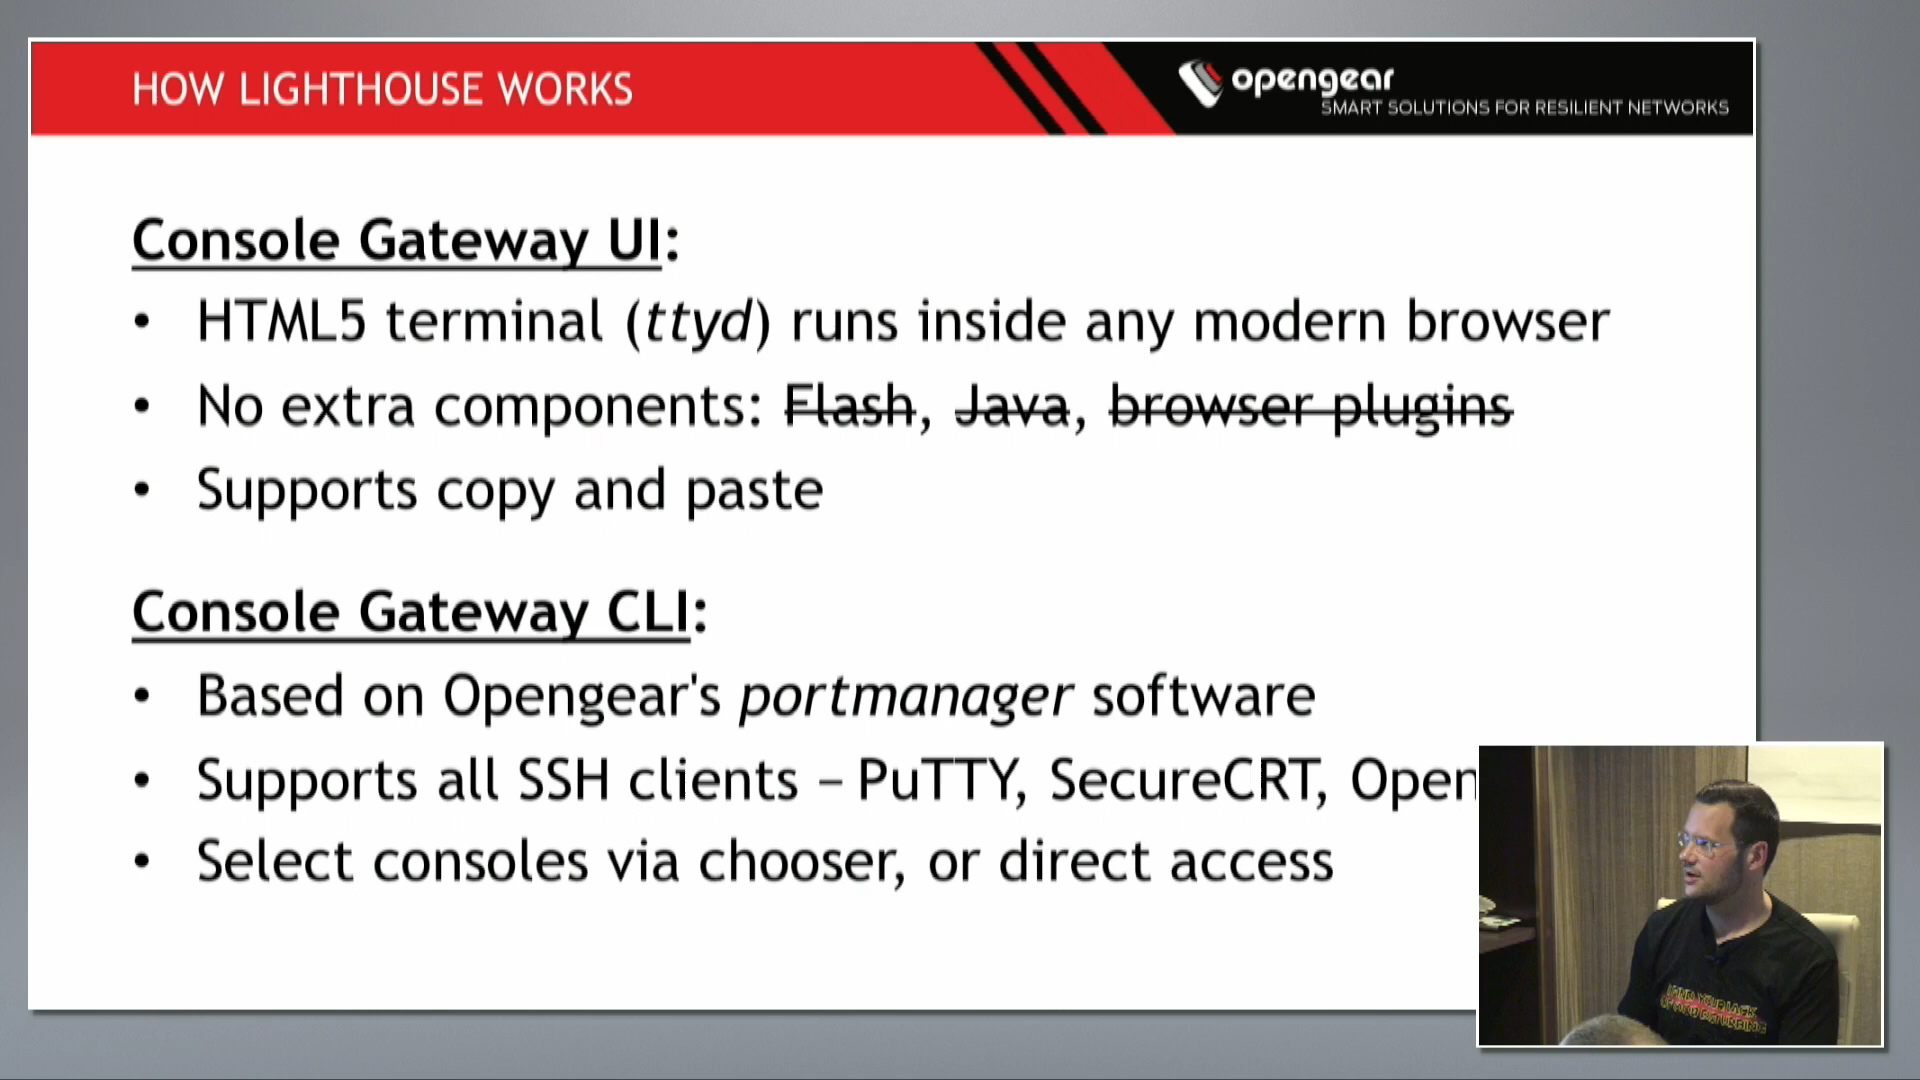 HOW LIGHTHOUSE WORKS
opengear
SMART SOLUTIONS FOR RESILIENT NETWORKS
Console Gateway UI:
• HTML5 terminal (ttyd) runs inside any modern browser
• No extra components: Flash, Java, browser plugins
• Supports copy and paste
Console Gateway CLI:
• Based on Opengear's portmanager software
• Supports all SSH clients – PuTTY, SecureCRT, Open
• Select consoles via chooser, or direct access